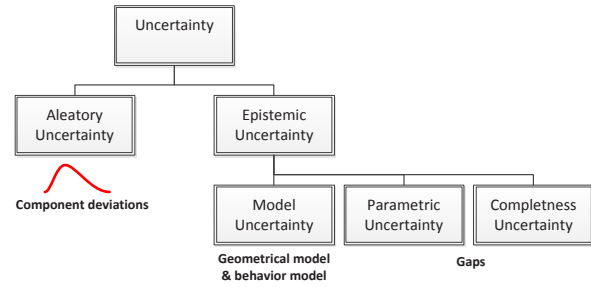 Uncertainty
Aleatory
Uncertainty
Epistemic
Uncertainty
Component deviations
Model
Uncertainty
Parametric
Uncertainty
Completness
Uncertainty
Geometrical model
& behavior model
Gaps